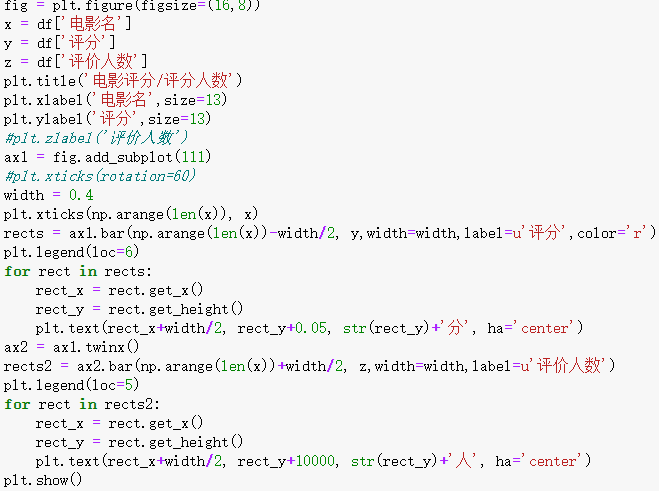 fig = plt.figure(figsize=(16,8))
x = df['电影名']
y = df['评分']
z = df['评价人数']
plt.title('电影评分/评分人数')
plt.xlabel('电影名',size=13)
plt.ylabel('评分',size=13)
#plt.zlabel('评价人数')
ax1 = fig.add_subplot(111)
#plt.xticks(rotation=60)
width = 0.4
plt.xticks(np.arange(len(x)), x)
rects = ax1.bar(np.arange(len(x))-width/2, y,width=width,label=u'评分',color='r')
plt.legend(loc=6)
for rect in rects:
    rect_x = rect.get_x()
    rect_y = rect.get_height()
    plt.text(rect_x+width/2, rect_y+0.05, str(rect_y)+'分', ha='center')
ax2 = ax1.twinx()
rects2 = ax2.bar(np.arange(len(x))+width/2, z,width=width,label=u'评价人数')
plt.legend(loc=5)
for rect in rects2:
    rect_x = rect.get_x()
    rect_y = rect.get_height()
    plt.text(rect_x+width/2, rect_y+10000, str(rect_y)+'人', ha='center')
plt.show()